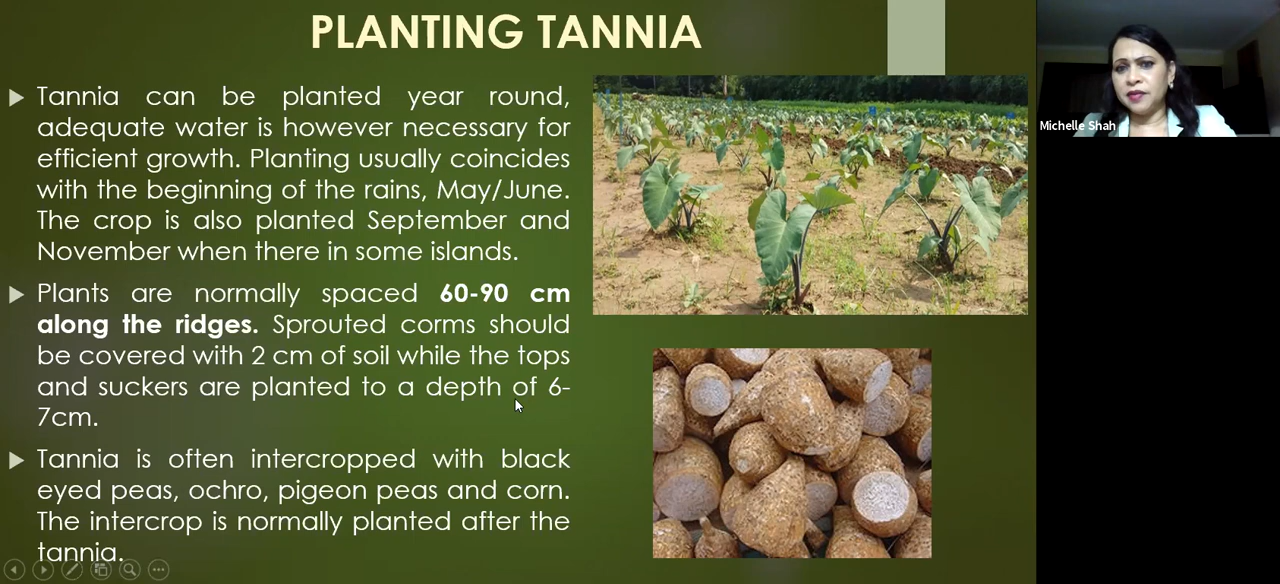 PLANTING TANNIA
Tannia can be planted year round,
adequate water is however necessary for
efficient growth. Planting usually coincides
with the beginning of the rains, May/June.
The crop is also planted September and
November when there in some islands.
Plants are normally spaced 60-90 cm
along the ridges. Sprouted corms should
be covered with 2 cm of soil while the tops
and suckers are planted to a depth of 6-
7cm.
Tannia is often intercropped with black
eyed peas, ochro, pigeon peas and corn.
The intercrop is normally planted after the
tannia.
Michelle Shah